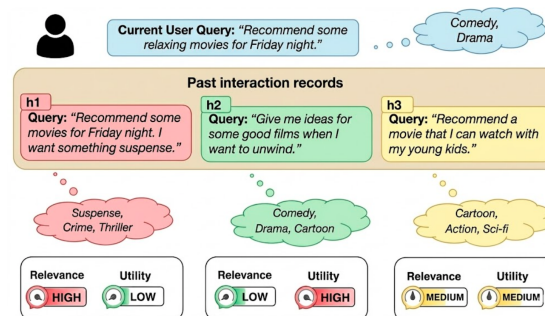 Current User Query: “Recommend some
relaxing movies for Friday night.”
Comedy,
Drama
Past interaction records
h1
Query: “Recommend some
movies for Friday night. I
want something suspense.”
h2
Query: “Give me ideas for
some good films when I
want to unwind.”
h3
Query: “Recommend a
movie that I can watch with
my young kids.”
Suspense,
Crime, Thriller
Comedy,
Drama, Cartoon
Cartoon,
Action, Sci-fi
Relevance Utility
HIGH LOW
Relevance Utility
LOW HIGH
Relevance Utility
MEDIUM MEDIUM